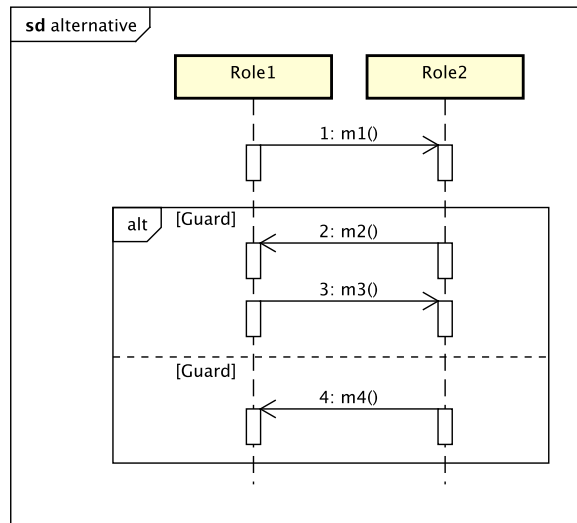 sd alternative
Role1
Role2
1: m1()
alt
[Guard]
2: m2()
3: m3()
[Guard]
4: m4()